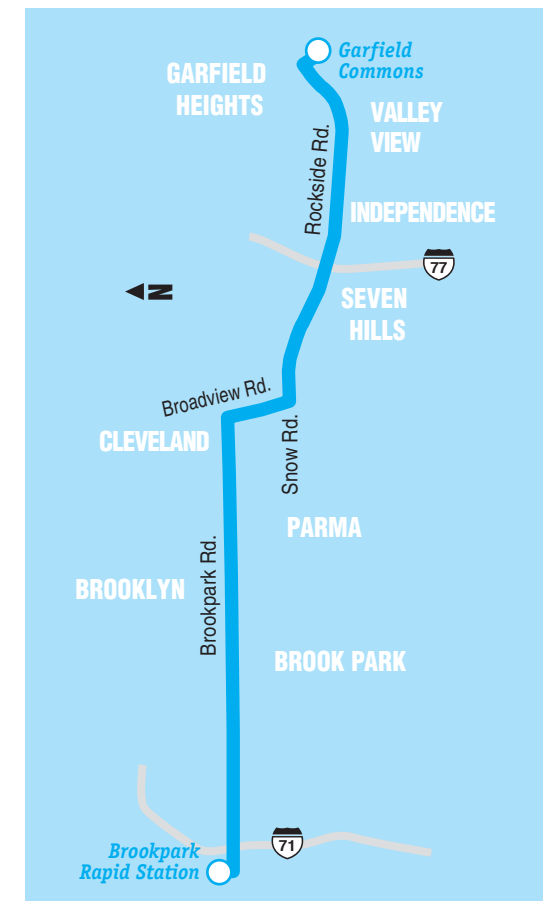 Garfield
Commons
GARFIELD
HEIGHTS
VALLEY
VIEW
Rockside Rd.
INDEPENDENCE
77
N
SEVEN
HILLS
Broadview Rd.
CLEVELAND
Snow Rd.
PARMA
Brookpark Rd.
BROOKLYN
BROOK PARK
71
Brookpark
Rapid Station